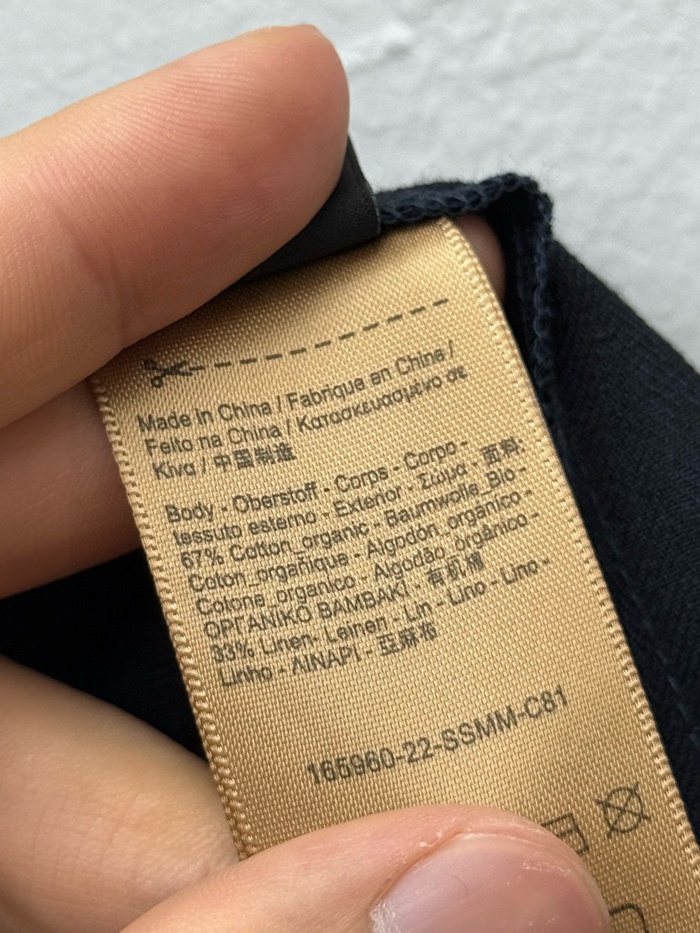 Made in China / Fabriqué en Chine /
Feito na China / Κατασκευασμένο σε
Κίνα / 中国制造
Body - Oberstoff - Corps - Corpo -
tessuto esterno - Exterior - Σώμα - 面料:
67% Cotton_organic - Baumwolle_Bio -
Coton_organique - Algodón_orgánico -
Cotone_organico - Algodão_orgânico -
ΟΡΓΑΝΙΚΟ ΒΑΜΒΑΚΙ - 有机棉
33% Linen- Leinen - Lin - Lino - Lino -
Linho - ΛΙΝΑΡΙ - 亞麻布
165960-22-SSMM-C81